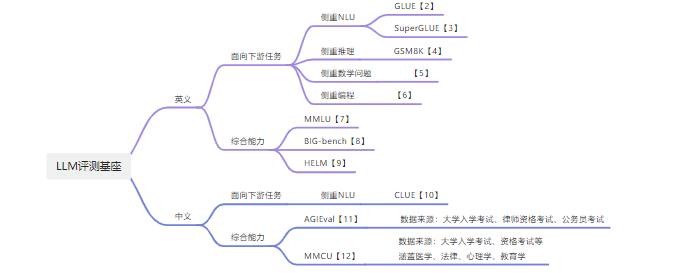 LLM评测基座
英文
面向下游任务
侧重NLU
GLUE【2】
SuperGLUE【3】
侧重推理
GSM8K【4】
侧重数学问题
【5】
侧重编程
【6】
综合能力
MMLU【7】
BIG-bench【8】
HELM【9】
中文
面向下游任务
侧重NLU
CLUE【10】
综合能力
AGIEval【11】
数据来源：大学入学考试、律师资格考试、公务员考试
MMCU【12】
数据来源：大学入学考试、资格考试等
涵盖医学、法律、心理学、教育学